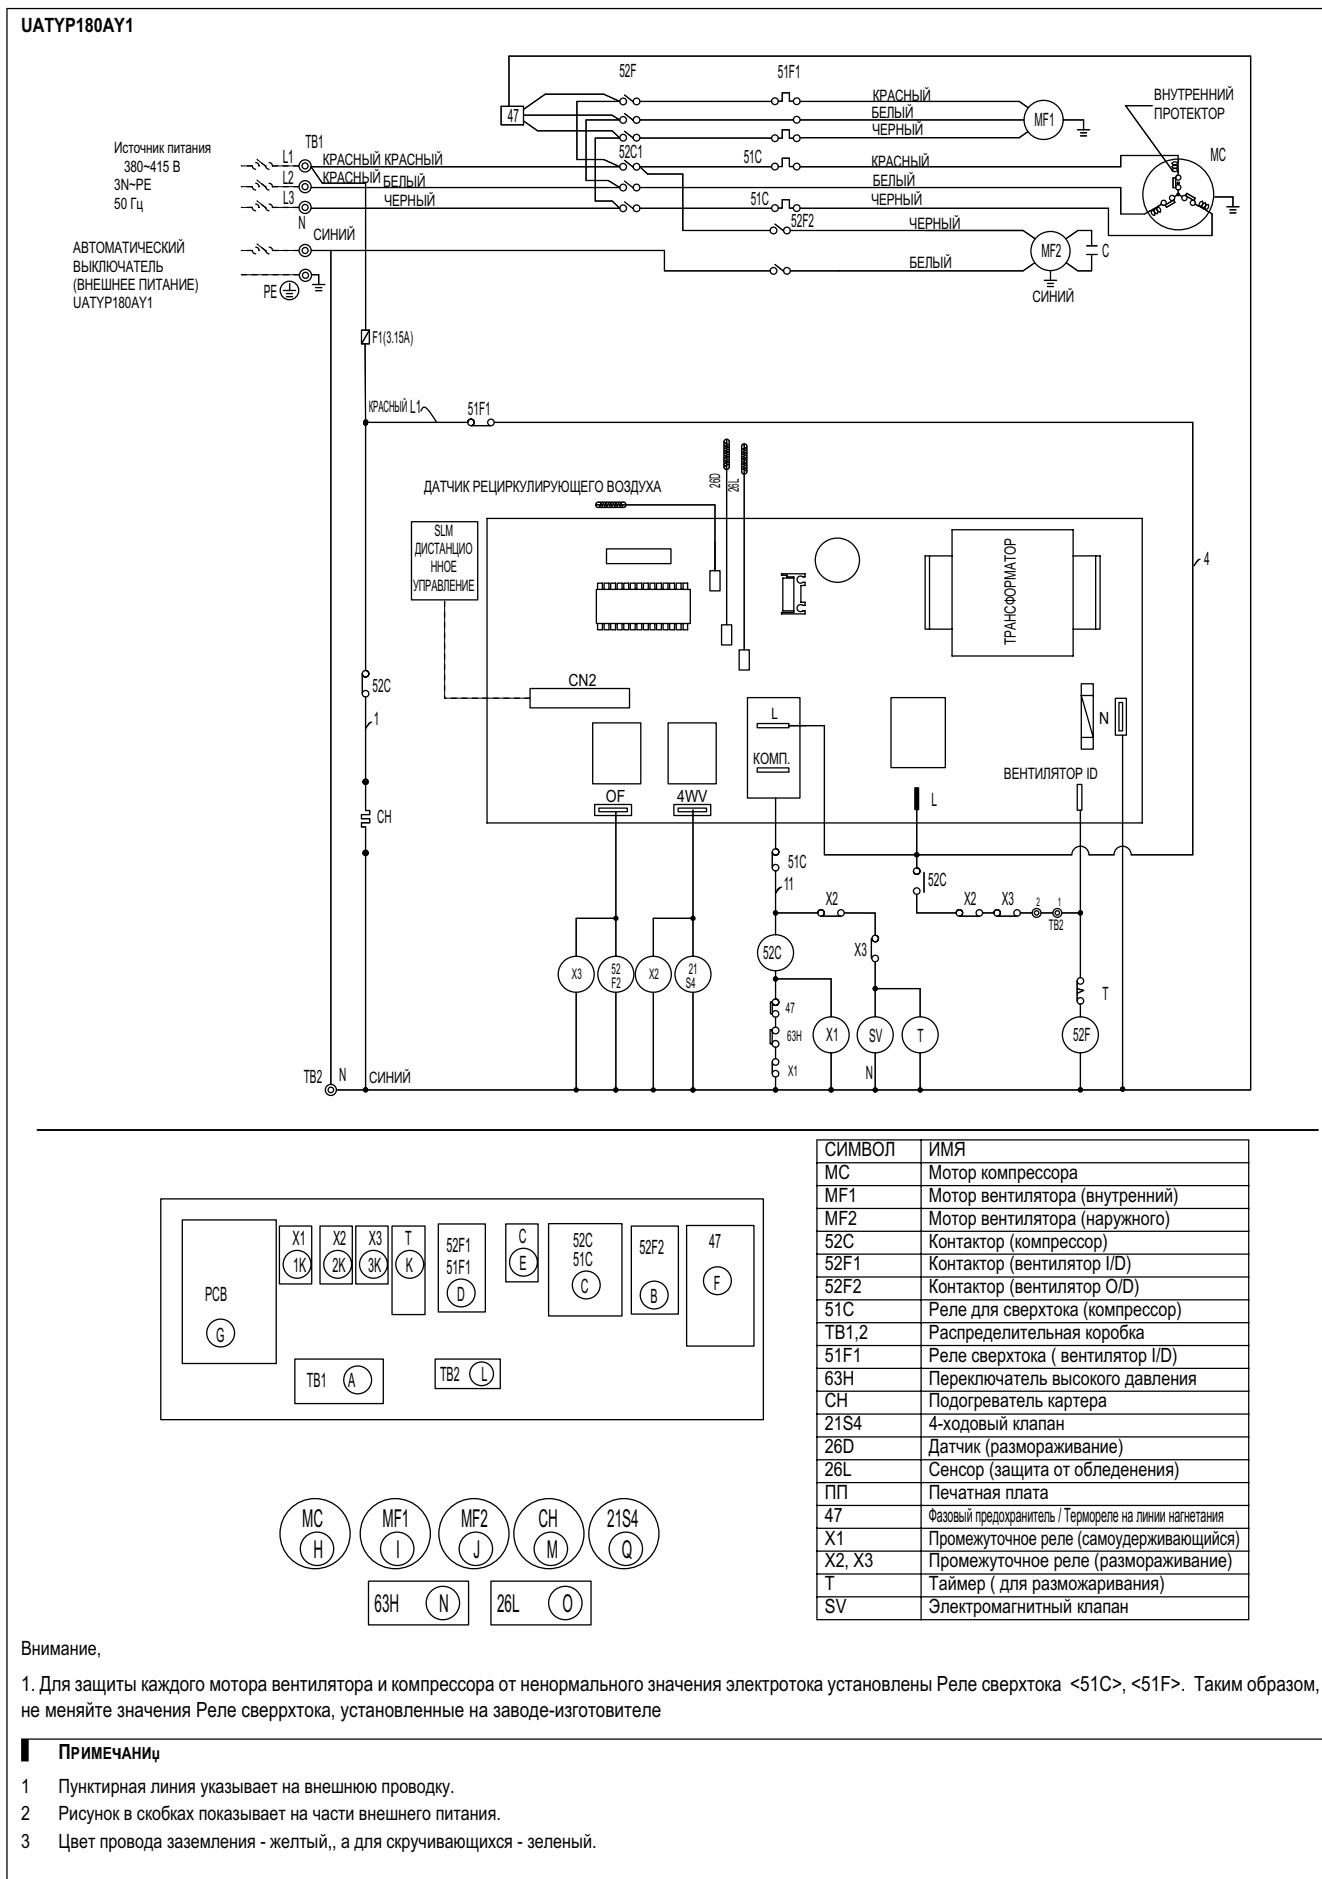 UATYP180AY1
52F
51F1
КРАСНЫЙ
БЕЛЫЙ
ЧЕРНЫЙ
47
MF1
ВНУТРЕННИЙ
ПРОТЕКТОР
MC
Источник питания
380~415 В
3N~PE
50 Гц
TB1
L1
КРАСНЫЙ КРАСНЫЙ
52C1
51C
КРАСНЫЙ
L2
КРАСНЫЙ
БЕЛЫЙ
БЕЛЫЙ
L3
ЧЕРНЫЙ
51C
ЧЕРНЫЙ
N
СИНИЙ
52F2
ЧЕРНЫЙ
MF2
C
БЕЛЫЙ
СИНИЙ
АВТОМАТИЧЕСКИЙ
ВЫКЛЮЧАТЕЛЬ
(ВНЕШНЕЕ ПИТАНИЕ)
UATYP180AY1
PE
F1(3.15A)
КРАСНЫЙ L1
51F1
26D
26L
ДАТЧИК РЕЦИРКУЛИРУЮЩЕГО ВОЗДУХА
SLM
ДИСТАНЦИО
ННОЕ
УПРАВЛЕНИЕ
ТРАНСФОРМАТОР
4
52C
1
CN2
L
КОМП.
N
ВЕНТИЛЯТОР ID
OF
4WV
L
CH
51C
11
52C
X2
X2
X3
2
1
TB2
52C
X3
X3
52
F2
X2
21
S4
47
63H
X1
X1
SV
T
T
52F
N
TB2
N
СИНИЙ
PCB
G
X1
1K
X2
2K
X3
3K
T
K
52F1
51F1
D
C
E
52C
51C
C
52F2
B
47
F
TB1
A
TB2
L
MC
H
MF1
I
MF2
J
CH
M
21S4
Q
63H
N
26L
O
СИМВОЛ ИМЯ
MC Мотор компрессора
MF1 Мотор вентилятора (внутренний)
MF2 Мотор вентилятора (наружного)
52C Контактор (компрессор)
52F1 Контактор (вентилятор I/D)
52F2 Контактор (вентилятор O/D)
51C Реле для сверхтока (компрессор)
TB1,2 Распределительная коробка
51F1 Реле сверхтока ( вентилятор I/D)
63H Переключатель высокого давления
CH Подогреватель картера
21S4 4-ходовый клапан
26D Датчик (размораживание)
26L Сенсор (защита от обледенения)
ПП Печатная плата
47 Фазовый предохранитель / Термореле на линии нагнетания
X1 Промежуточное реле (самоудерживающийся)
X2, X3 Промежуточное реле (размораживание)
T Таймер ( для разможаривания)
SV Электромагнитный клапан
Внимание,
1. Для защиты каждого мотора вентилятора и компрессора от ненормального значения электротока установлены Реле сверхтока <51C>, <51F>. Таким образом,
не меняйте значения Реле сверрхтока, установленные на заводе-изготовителе
ПРИМЕЧАНИџ
1 Пунктирная линия указывает на внешнюю проводку.
2 Рисунок в скобках показывает на части внешнего питания.
3 Цвет провода заземления - желтый,, а для скручивающихся - зеленый.